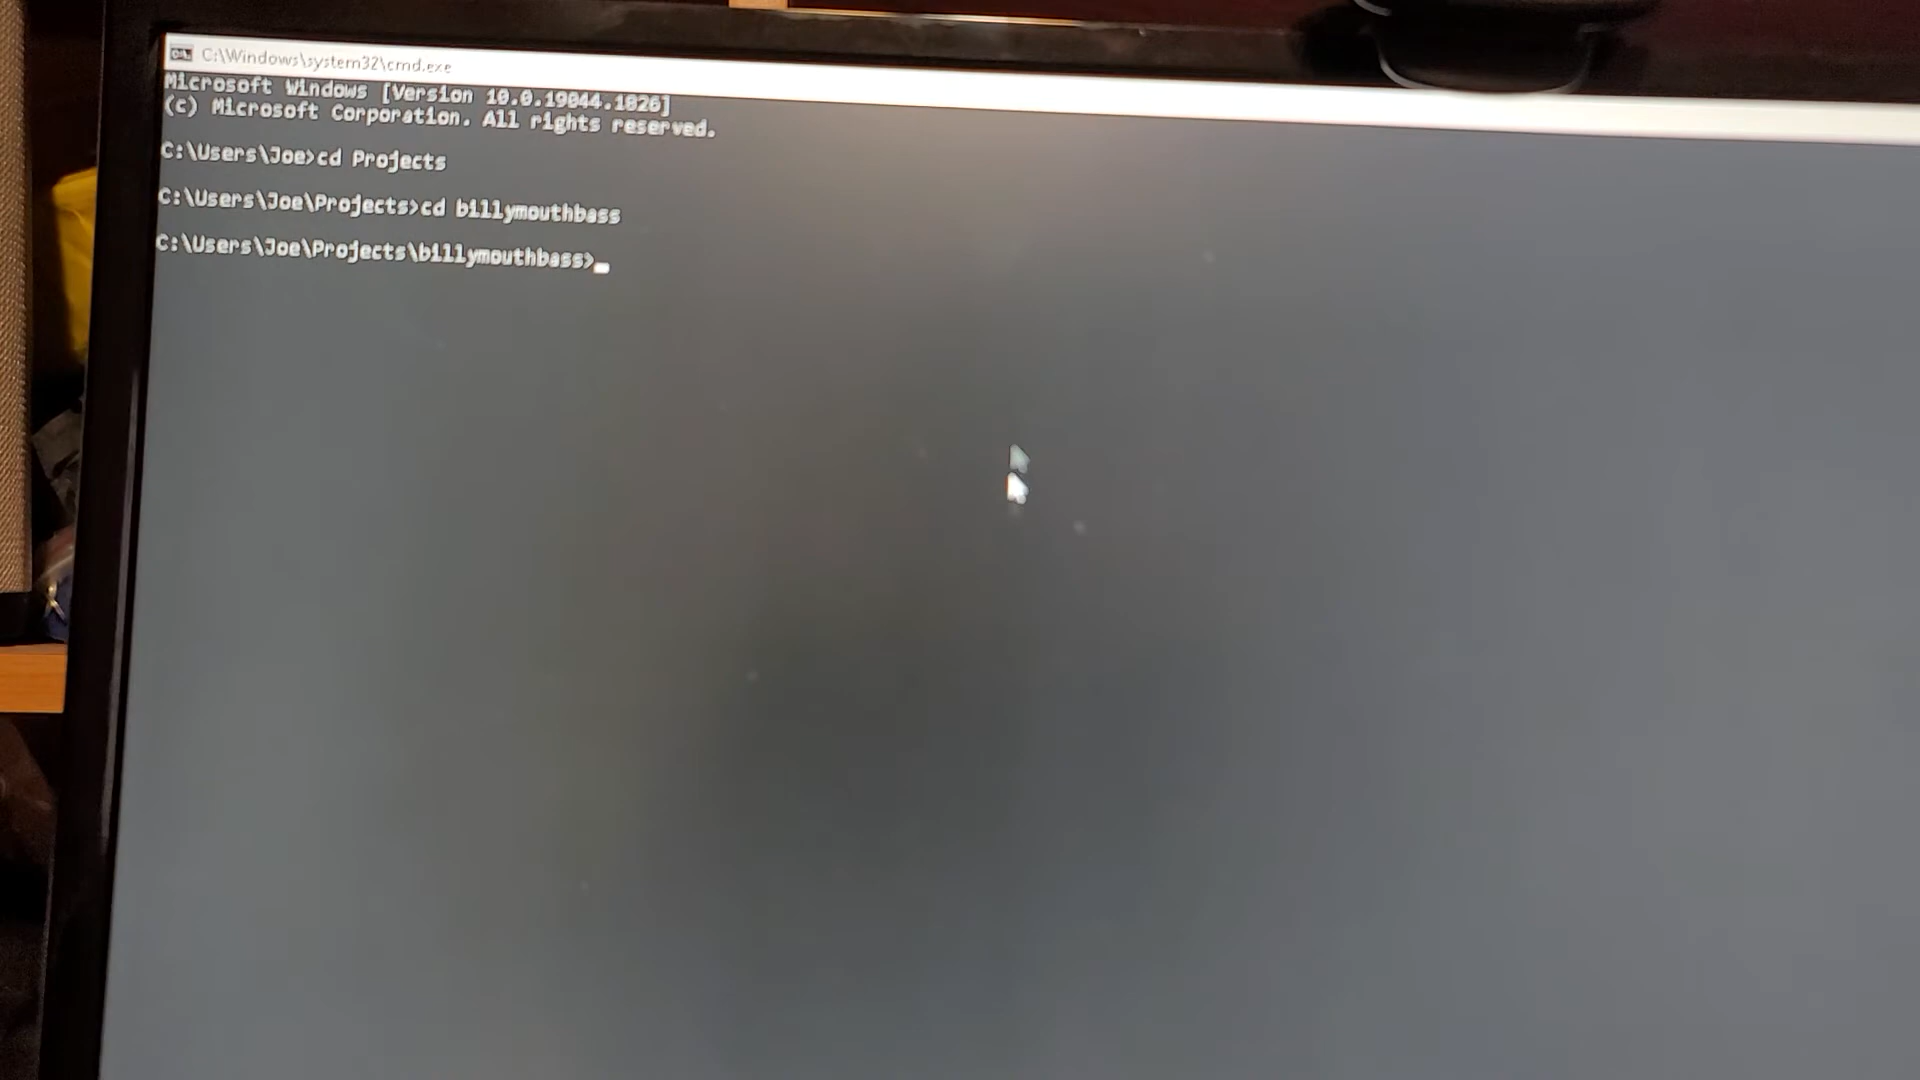 C:\Windows\system32\cmd.exe
Microsoft Windows [Version 10.0.19044.1826]
(c) Microsoft Corporation. All rights reserved.
C:\Users\Joe>cd Projects
C:\Users\Joe\Projects>cd billymouthbass
C:\Users\Joe\Projects\billymouthbass>